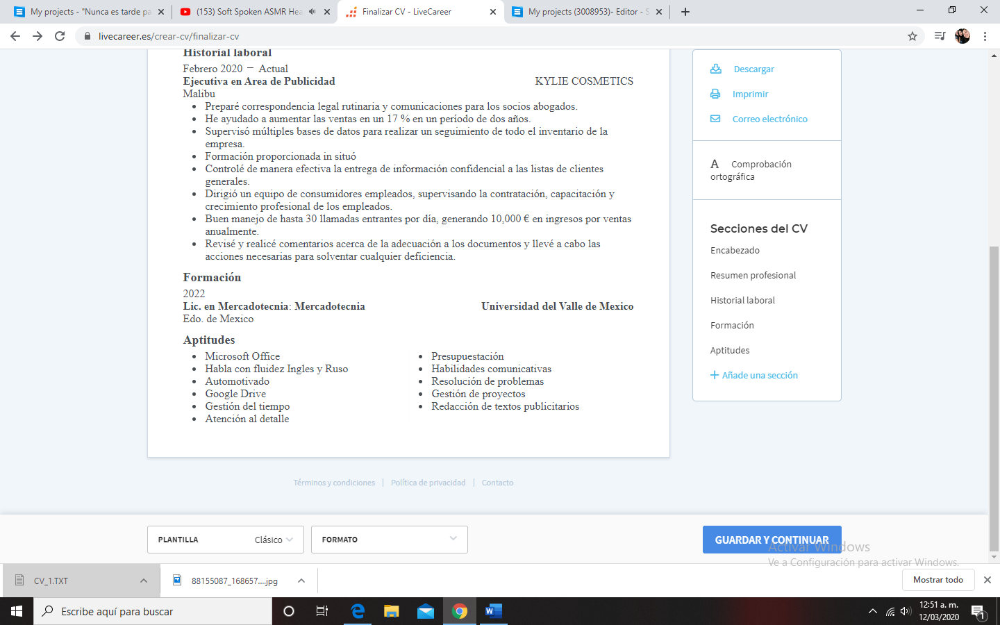 My projects - "Nunca es tarde pa
(153) Soft Spoken ASMR Hea
Finalizar CV - LiveCareer
My projects (3008953)- Editor - S
livecareer.es/crear-cv/finalizar-cv
Historial laboral
Febrero 2020 – Actual
Ejecutiva en Area de Publicidad KYLIE COSMETICS
Malibu
• Preparé correspondencia legal rutinaria y comunicaciones para los socios abogados.
• He ayudado a aumentar las ventas en un 17 % en un período de dos años.
• Supervisó múltiples bases de datos para realizar un seguimiento de todo el inventario de la
empresa.
• Formación proporcionada in situó
• Controlé de manera efectiva la entrega de información confidencial a las listas de clientes
generales.
• Dirigió un equipo de consumidores empleados, supervisando la contratación, capacitación y
crecimiento profesional de los empleados.
• Buen manejo de hasta 30 llamadas entrantes por día, generando 10,000 € en ingresos por ventas
anualmente.
• Revisé y realicé comentarios acerca de la adecuación a los documentos y llevé a cabo las
acciones necesarias para solventar cualquier deficiencia.
Formación
2022
Lic. en Mercadotecnia: Mercadotecnia Universidad del Valle de Mexico
Edo. de Mexico
Aptitudes
• Microsoft Office
• Habla con fluidez Ingles y Ruso
• Automotivado
• Google Drive
• Gestión del tiempo
• Atención al detalle
• Presupuestación
• Habilidades comunicativas
• Resolución de problemas
• Gestión de proyectos
• Redacción de textos publicitarios
Descargar
Imprimir
Correo electrónico
A Comprobación
ortográfica
Secciones del CV
Encabezado
Resumen profesional
Historial laboral
Formación
Aptitudes
+ Añade una sección
Términos y condiciones | Política de privacidad | Contacto
PLANTILLA Clásico
FORMATO
GUARDAR Y CONTINUAR
Activar Windows
Ve a Configuración para activar Windows.
CV_1.TXT
88155087_168657....jpg
Mostrar todo
Escribe aquí para buscar
12:51 a. m.
12/03/2020
1